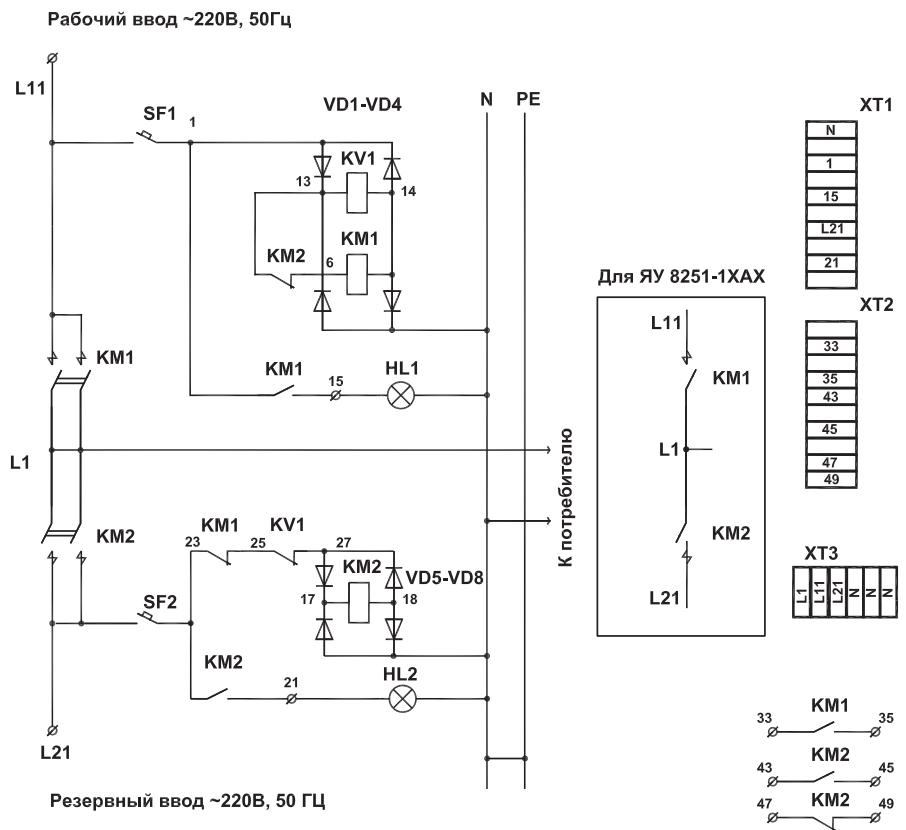 Рабочий ввод ~220В, 50Гц
L11
SF1
1
VD1-VD4
N
PE
XT1
N
1
15
L21
21
KV1
13
14
KM1
KM2
6
Для ЯУ 8251-1ХАХ
L11
KM1
L1
KM2
L21
XT2
33
35
43
45
47
49
KM1
KM1
15
HL1
L1
К потребителю
KM2
23
KM1
25
KV1
27
KM2
VD5-VD8
17
18
SF2
XT3
L1
L11
L21
N
N
N
KM2
21
HL2
L21
33
KM1
35
43
KM2
45
47
KM2
49
Резервный ввод ~220В, 50 ГЦ